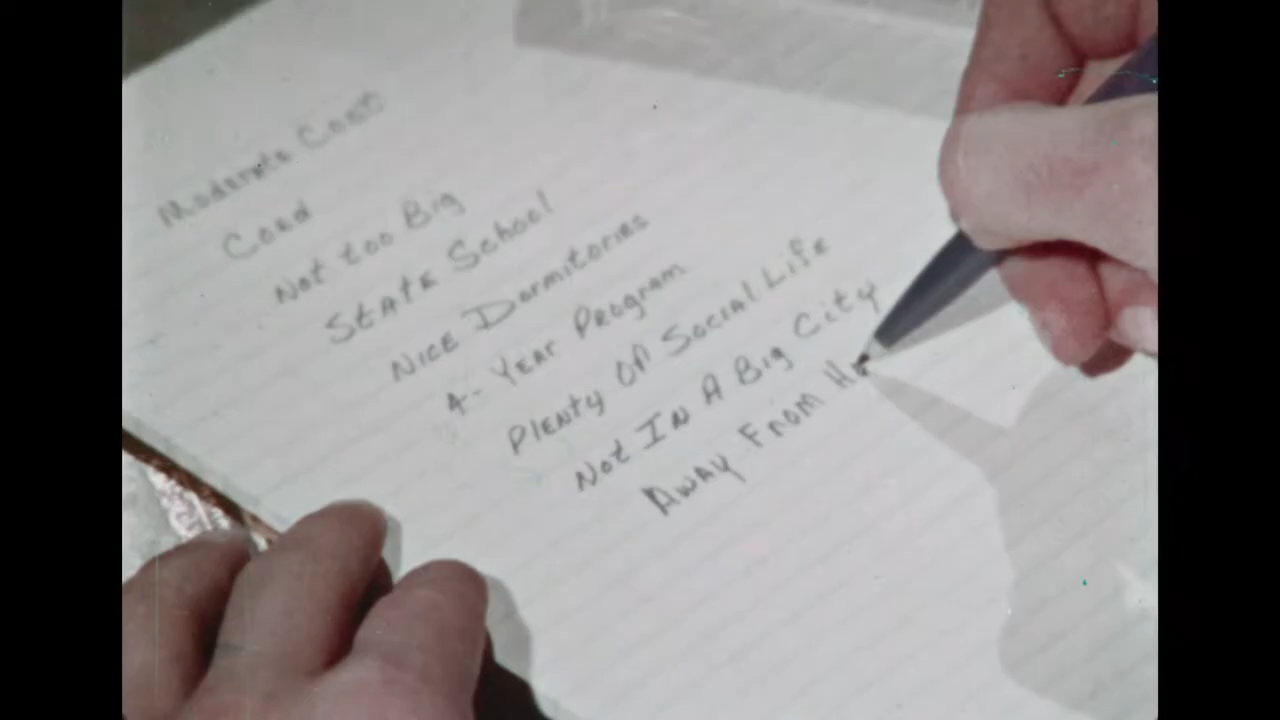 Moderate Cost
Coed
Not too Big
State School
Nice Dormitories
4-Year Program
Plenty Of Social Life
Not In A Big City
Away From Ho